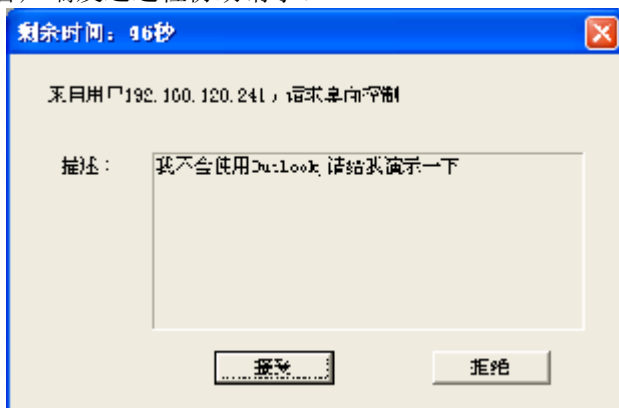 剩余时间：46秒
来自用户192.168.120.241，请求桌面控制
描述：
我不会使用Outlook,请给我演示一下
接受
拒绝